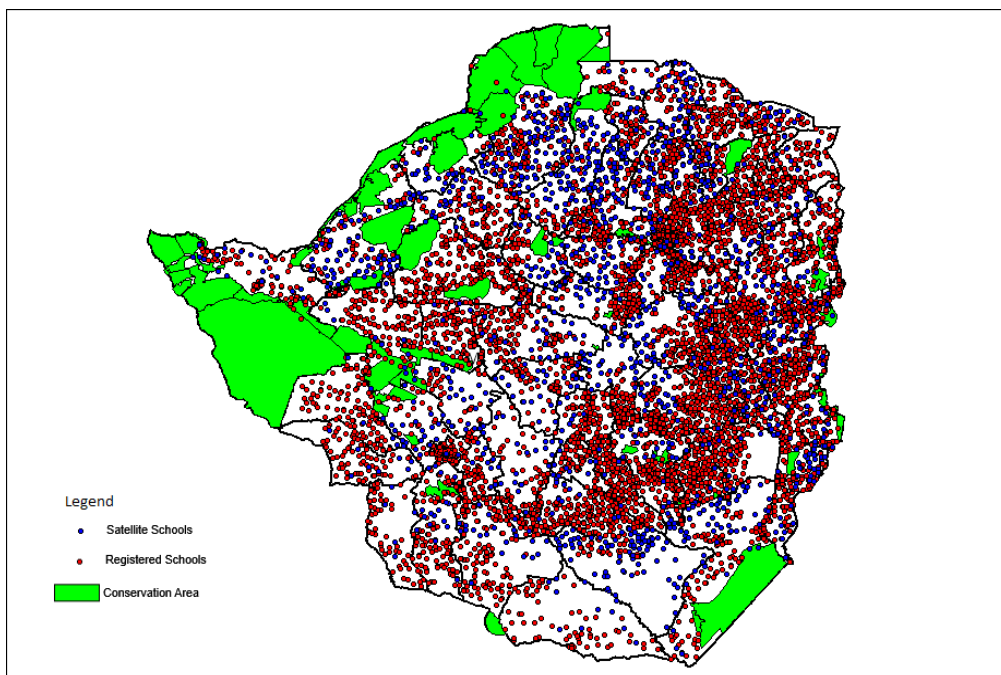 Legend
Satellite Schools
Registered Schools
Conservation Area